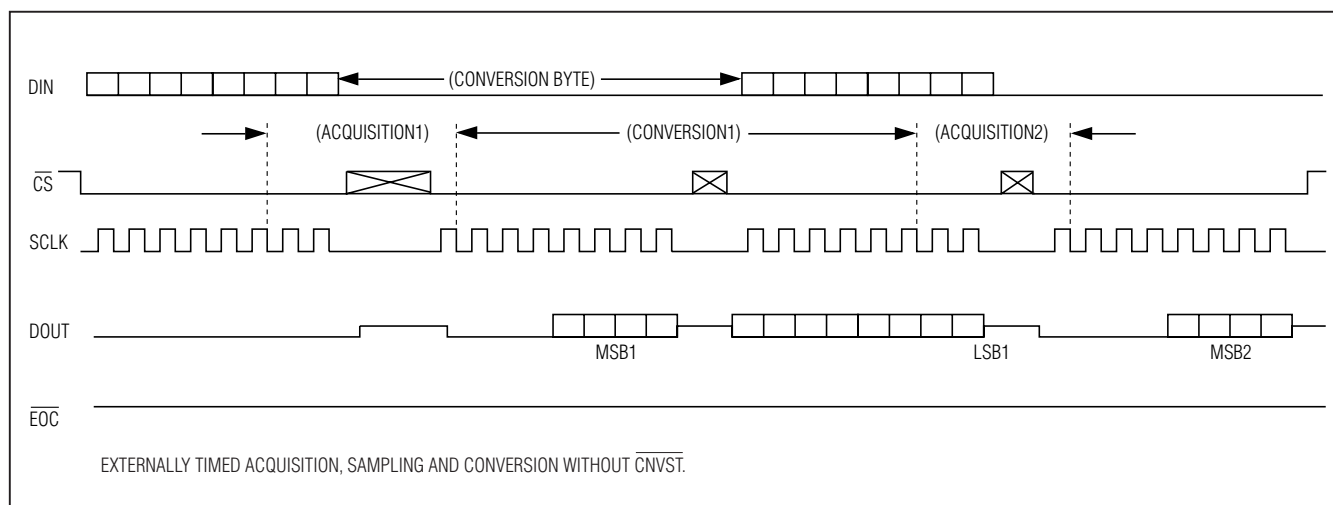 DIN
(CONVERSION BYTE)
(ACQUISITION1)
(CONVERSION1)
(ACQUISITION2)
CS
SCLK
DOUT
MSB1
LSB1
MSB2
EOC
EXTERNALLY TIMED ACQUISITION, SAMPLING AND CONVERSION WITHOUT CNVST.